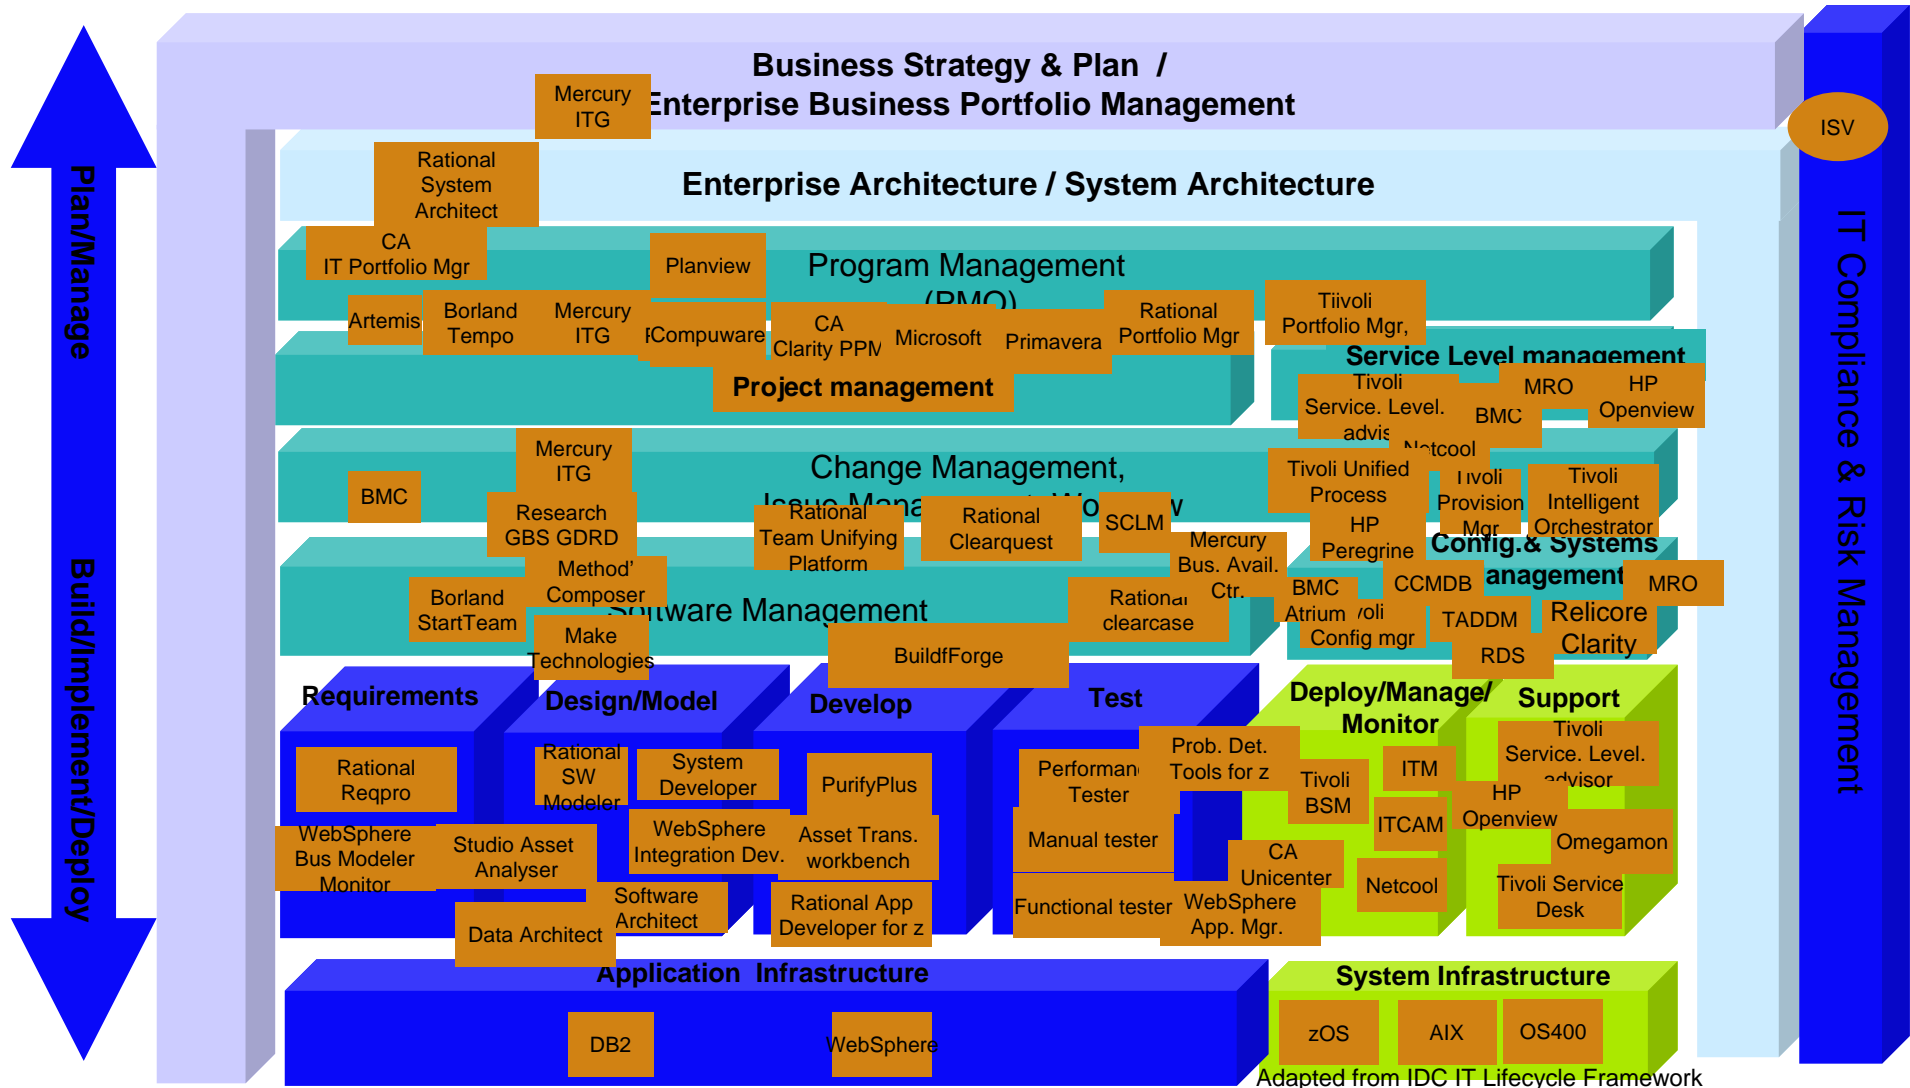 Business Strategy & Plan /
Enterprise Business Portfolio Management
Mercury
ITG
ISV
Rational
System
Architect
Enterprise Architecture / System Architecture
Plan/Manage
Build/Implement/Deploy
IT Compliance & Risk Management
CA
IT Portfolio Mgr
Planview
Program Management
(PMO)
Artemis
Borland
Tempo
Mercury
ITG
Compuware
CA
Clarity PPM
Microsoft
Primavera
Rational
Portfolio Mgr
Tiivoli
Portfolio Mgr,
Project management
Service Level management
Tivoli
Service. Level.
BMC
MRO
HP
Openview
Netcool
Change Management,
Mercury
ITG
BMC
Research
GBS GDRD
Rational
Team Unifying
Platform
Rational
Clearquest
SCLM
Tivoli Unified
Process
Tivoli
Provision
Mgr
Tivoli
Intelligent
Orchestrator
HP
Peregrine
Mercury
Bus. Avail.
Ctr.
Config.& Systems
Management
Method'
Composer
Borland
StartTeam
Software Management
Make
Technologies
BuildfForge
Rational
clearcase
BMC
Atrium
CCMDB
MRO
Tivoli
Config mgr
TADDM
Relicore
Clarity
RDS
Requirements
Design/Model
Develop
Test
Deploy/Manage/
Monitor
Support
Rational
Reqpro
Rational
SW
Modeler
System
Developer
PurifyPlus
Performanc
Tester
Prob. Det.
Tools for z
Tivoli
BSM
ITM
Tivoli
Service. Level.
advisor
HP
Openview
WebSphere
Bus Modeler
Monitor
Studio Asset
Analyser
WebSphere
Integration Dev.
Asset Trans.
workbench
Manual tester
CA
Unicenter
ITCAM
Omegamon
Data Architect
Software
Architect
Rational App
Developer for z
Functional tester
WebSphere
App. Mgr.
Netcool
Tivoli Service
Desk
Application Infrastructure
System Infrastructure
DB2
WebSphere
zOS
AIX
OS400
Adapted from IDC IT Lifecycle Framework